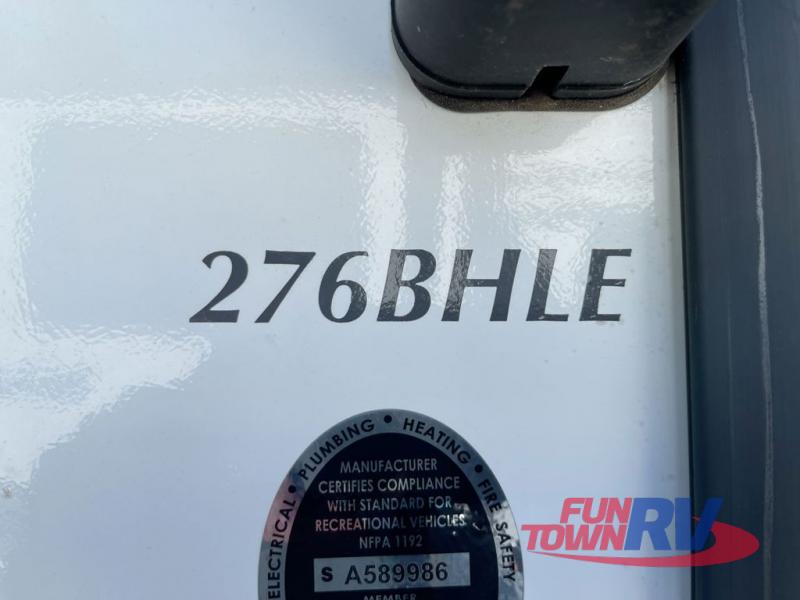 276BHLE
ELECTRICAL • PLUMBING • HEATING • FIRE SAFETY
MANUFACTURER
CERTIFIES COMPLIANCE
WITH STANDARD FOR
RECREATIONAL VEHICLES
NFPA 1192
S A589986
MEMBER
FUN
TOWN RV